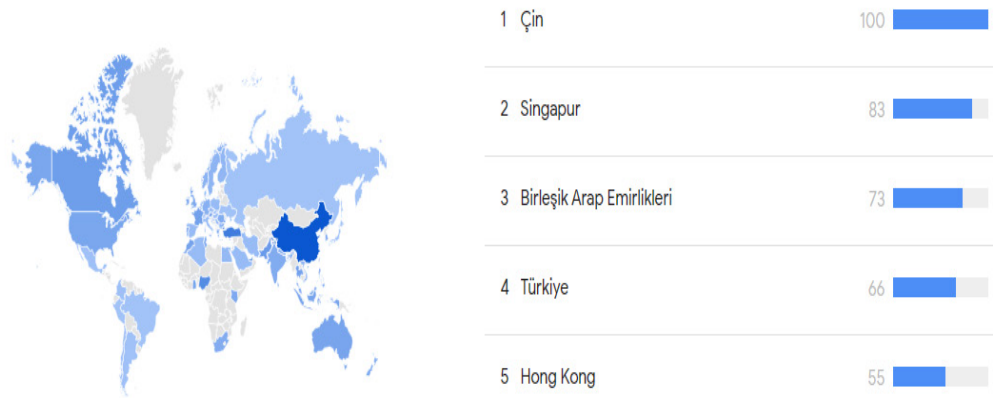 1 Çin 100
2 Singapur 83
3 Birleşik Arap Emirlikleri 73
4 Türkiye 66
5 Hong Kong 55